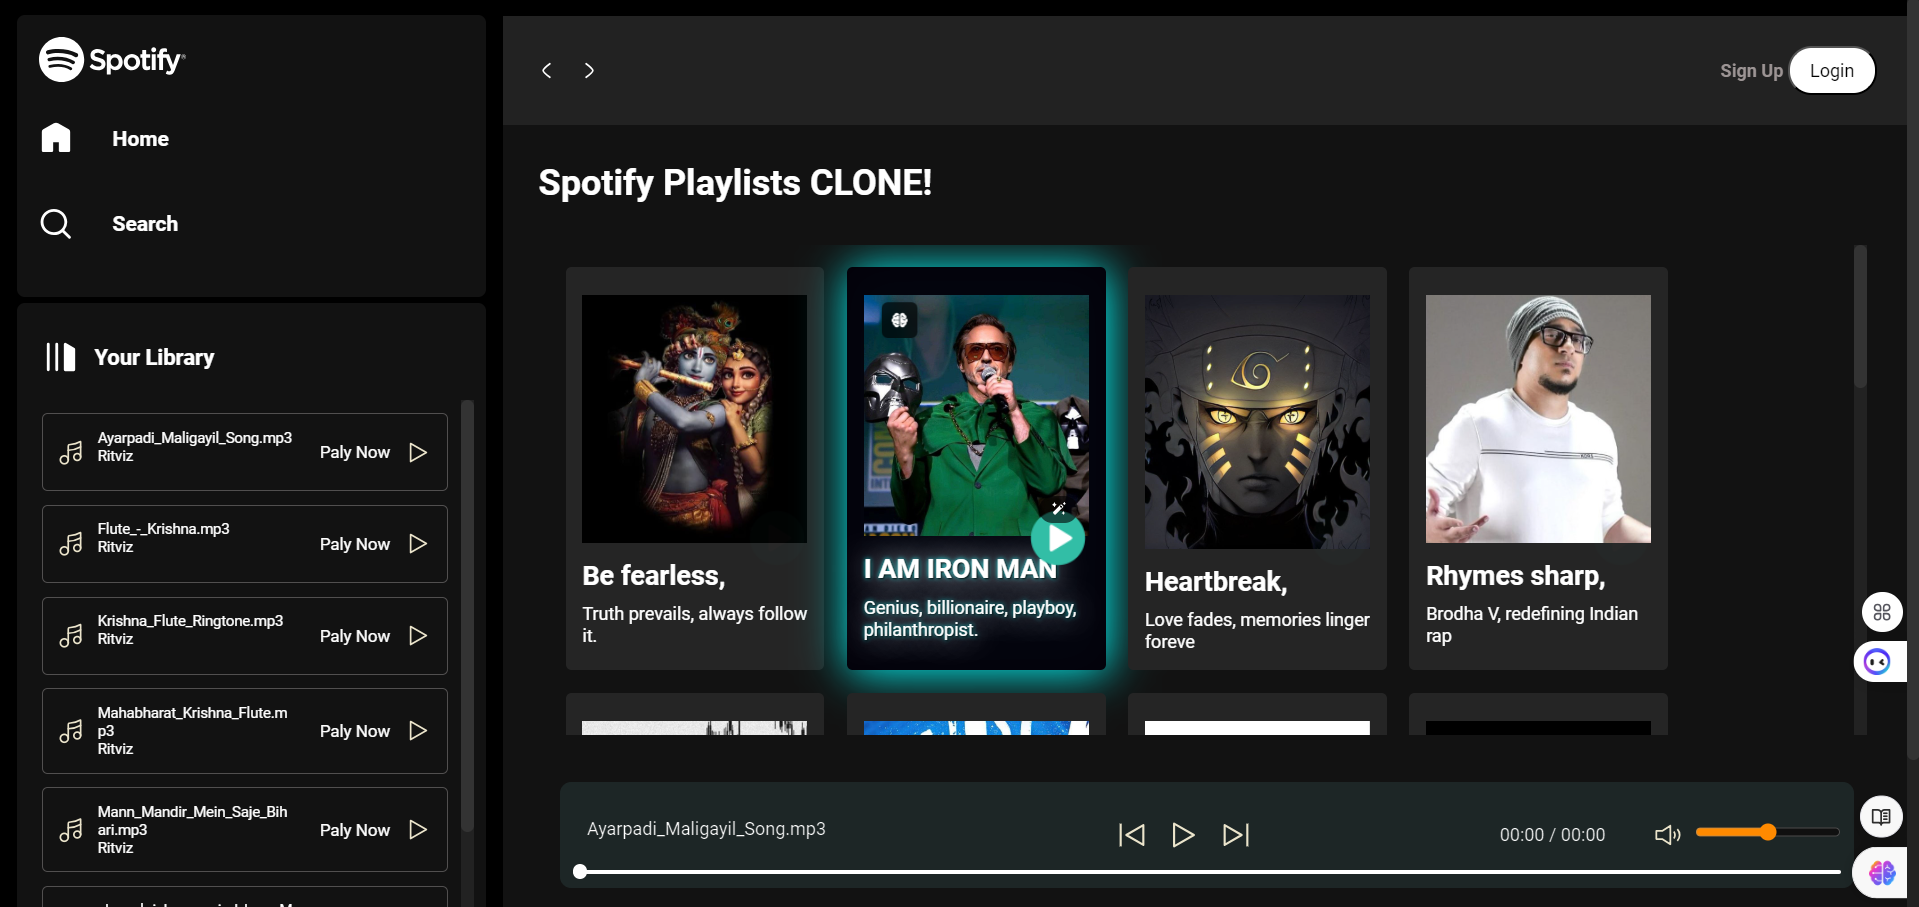 Spotify®
Home
Search
Your Library
Ayarpadi_Maligayil_Song.mp3
Ritviz
Paly Now
Flute_-_Krishna.mp3
Ritviz
Paly Now
Krishna_Flute_Ringtone.mp3
Ritviz
Paly Now
Mahabharat_Krishna_Flute.m
p3
Ritviz
Paly Now
Mann_Mandir_Mein_Saje_Bih
ari.mp3
Ritviz
Paly Now
Sign Up
Login
Spotify Playlists CLONE!
Be fearless,
Truth prevails, always follow
it.
I AM IRON MAN
Genius, billionaire, playboy,
philanthropist.
Heartbreak,
Love fades, memories linger
foreve
Rhymes sharp,
Brodha V, redefining Indian
rap
Ayarpadi_Maligayil_Song.mp3
00:00 / 00:00